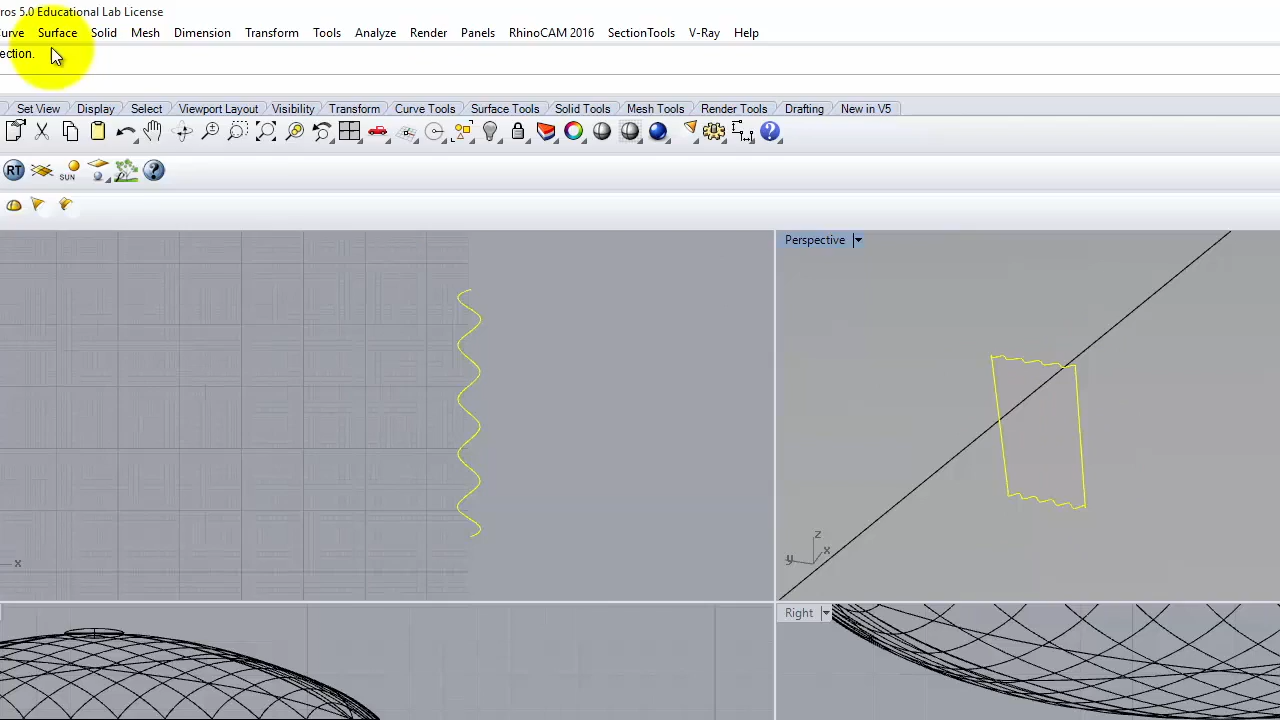 ros 5.0 Educational Lab License
urve Surface Solid Mesh Dimension Transform Tools Analyze Render Panels RhinoCAM 2016 SectionTools V-Ray Help
ection.
Set View Display Select Viewport Layout Visibility Transform Curve Tools Surface Tools Solid Tools Mesh Tools Render Tools Drafting New in V5
RT SUN
Perspective
z
y x
x
Right